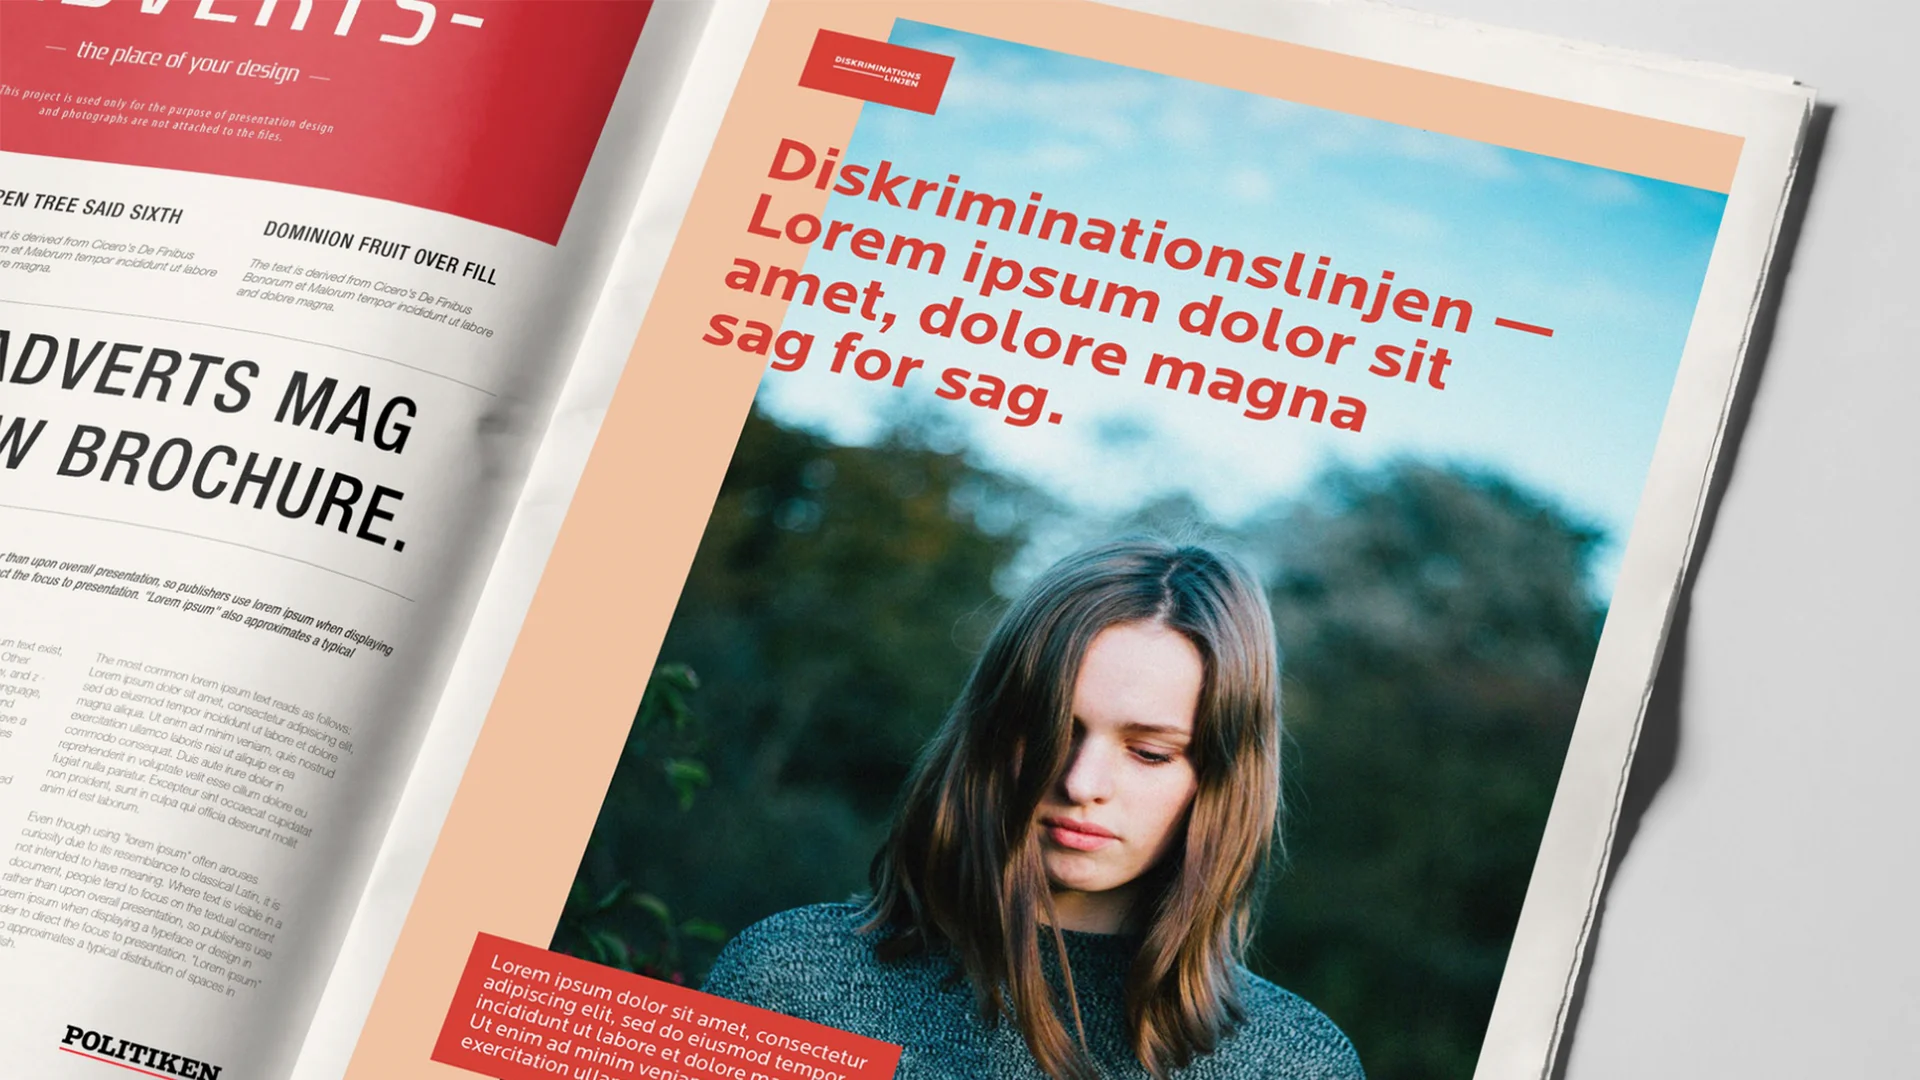 ADVERTS-
— the place of your design —
This project is used only for the purpose of presentation design
and photographs are not attached to the files.
PEN TREE SAID SIXTH
xt is derived from Cicero's De Finibus
m et Malorum tempor incididunt ut labore
re magna.
DOMINION FRUIT OVER FILL
The text is derived from Cicero's De Finibus
Bonorum et Malorum tempor incididunt ut labore
and dolore magna.
ADVERTS MAG
W BROCHURE.
r than upon overall presentation, so publishers use lorem ipsum when displaying
ct the focus to presentation. "Lorem ipsum" also approximates a typical
um text exist,
Other
, and z -
nguage,
The most common lorem ipsum text reads as follows:
Lorem ipsum dolor sit amet, consectetur adipisicing elit,
sed do eiusmod tempor incididunt ut labore et dolore
magna aliqua. Ut enim ad minim veniam, quis nostrud
exercitation ullamco laboris nisi ut aliquip ex ea
commodo consequat. Duis aute irure dolor in
reprehenderit in voluptate velit esse cillum dolore eu
fugiat nulla pariatur. Excepteur sint occaecat cupidatat
non proident, sunt in culpa qui officia deserunt mollit
anim id est laborum.
Even though using "lorem ipsum" often arouses
curiosity due to its resemblance to classical Latin, it is
not intended to have meaning. Where text is visible in a
document, people tend to focus on the textual content
rather than upon overall presentation, so publishers use
lorem ipsum when displaying a typeface or design in
der to direct the focus to presentation. "Lorem ipsum"
o approximates a typical distribution of spaces in
ish.
POLITIKEN
DISKRIMINATIONS
LINJEN
Diskriminationslinjen —
Lorem ipsum dolor sit
amet, dolore magna
sag for sag.
Lorem ipsum dolor sit amet, consectetur
adipiscing elit, sed do eiusmod tempor
incididunt ut labore et dolore ma
Ut enim ad minim veniam
exercitation ullam